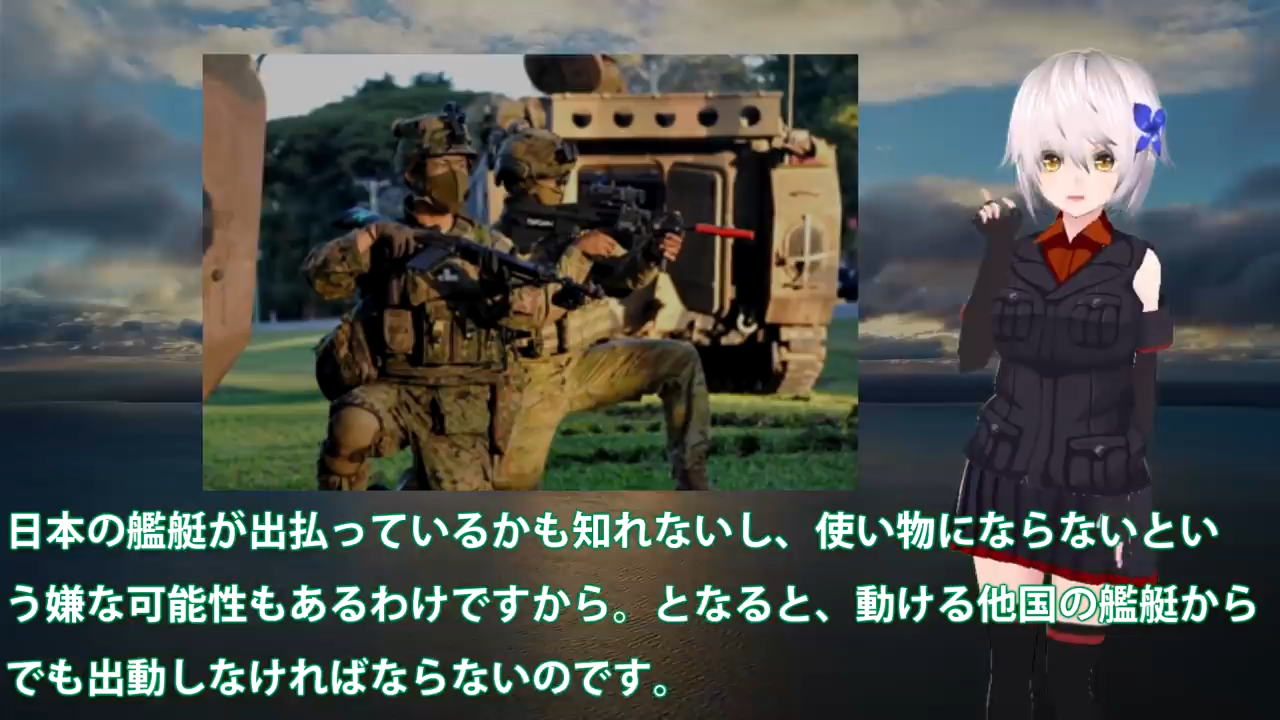 日本の艦艇が出払っているかも知れないし、使い物にならないとい
う嫌な可能性もあるわけですから。となると、動ける他国の艦艇から
でも出動しなければならないのです。